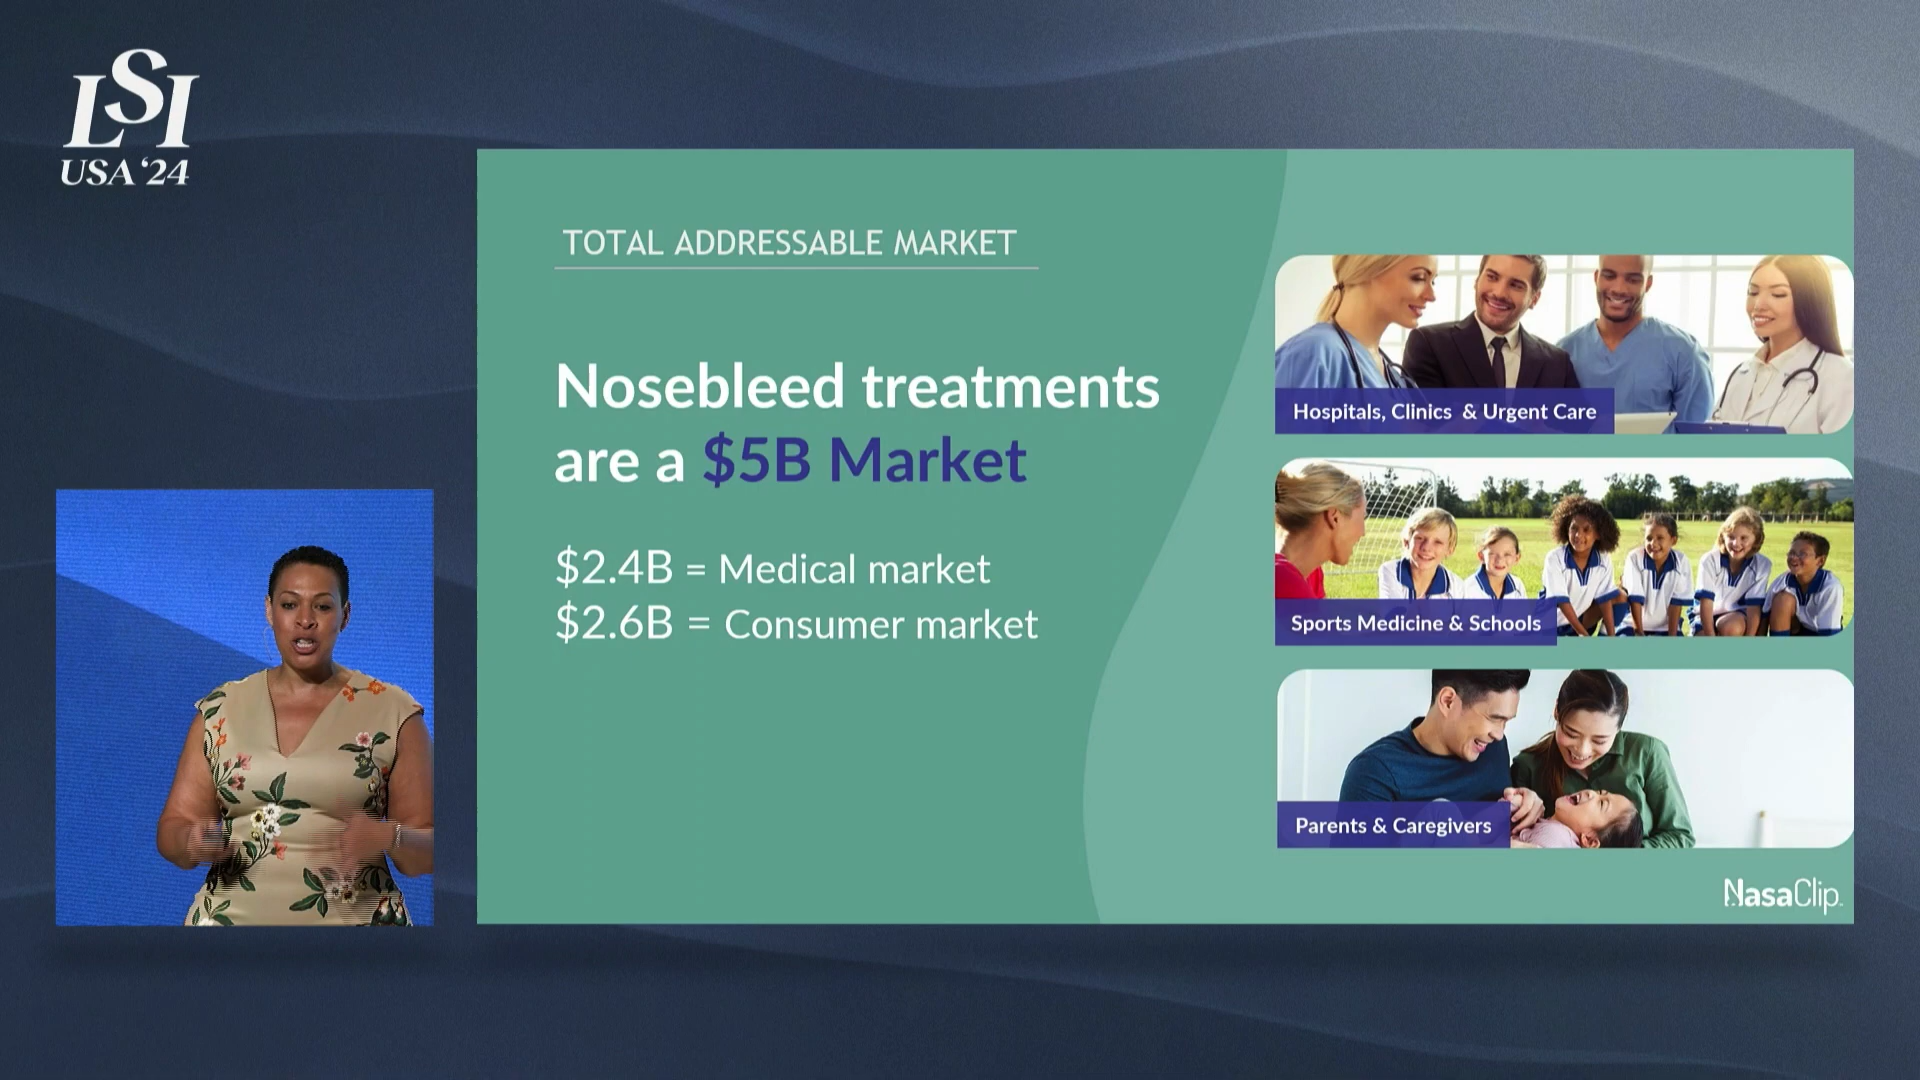 LSI
USA '24
TOTAL ADDRESSABLE MARKET
Nosebleed treatments
are a $5B Market
$2.4B = Medical market
$2.6B = Consumer market
Hospitals, Clinics & Urgent Care
Sports Medicine & Schools
Parents & Caregivers
NasaClip